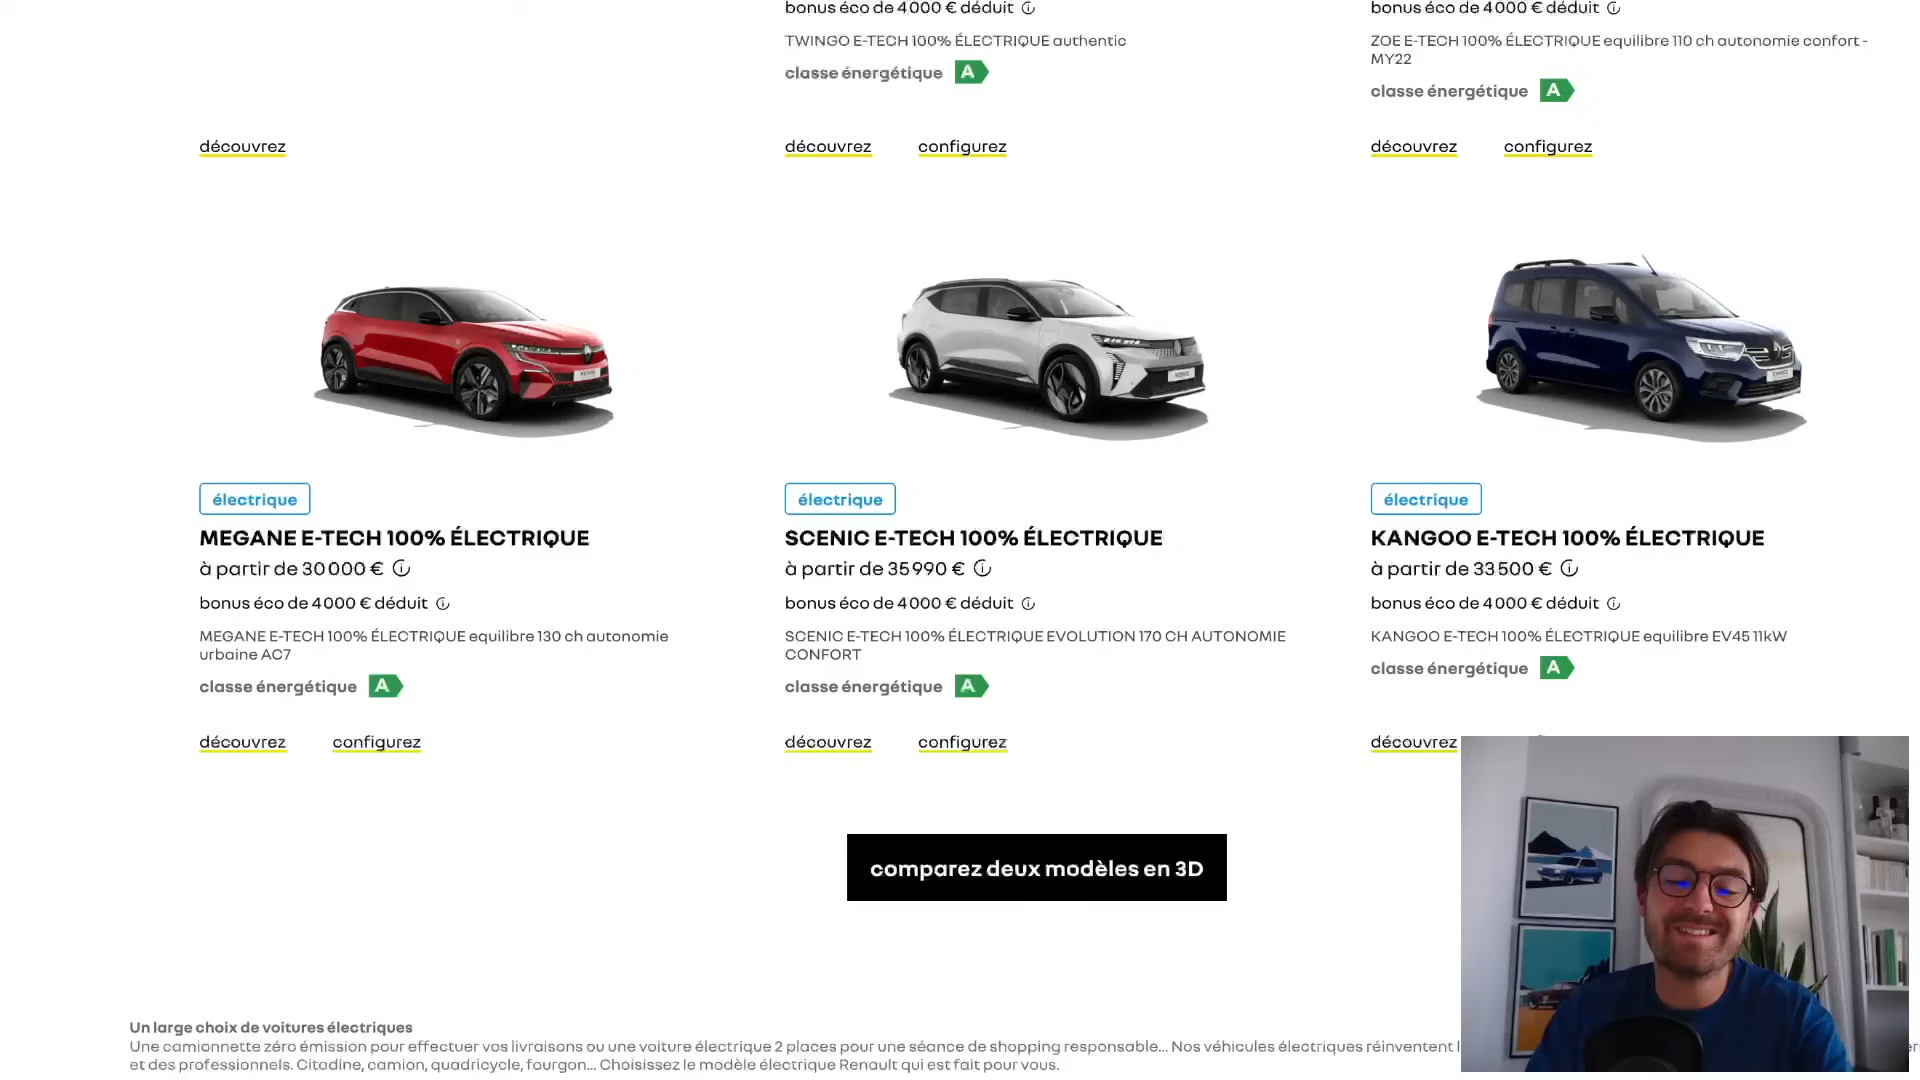 bonus éco de 4 000 € déduit
bonus éco de 4 000 € déduit
TWINGO E-TECH 100% ÉLECTRIQUE authentic
ZOE E-TECH 100% ÉLECTRIQUE equilibre 110 ch autonomie confort -
MY22
classe énergétique A
classe énergétique A
découvrez
découvrez configurez
découvrez configurez
électrique
MEGANE E-TECH 100% ÉLECTRIQUE
à partir de 30 000 €
bonus éco de 4 000 € déduit
MEGANE E-TECH 100% ÉLECTRIQUE equilibre 130 ch autonomie
urbaine AC7
classe énergétique A
découvrez configurez
électrique
SCENIC E-TECH 100% ÉLECTRIQUE
à partir de 35 990 €
bonus éco de 4 000 € déduit
SCENIC E-TECH 100% ÉLECTRIQUE EVOLUTION 170 CH AUTONOMIE
CONFORT
classe énergétique A
découvrez configurez
électrique
KANGOO E-TECH 100% ÉLECTRIQUE
à partir de 33 500 €
bonus éco de 4 000 € déduit
KANGOO E-TECH 100% ÉLECTRIQUE equilibre EV45 11kW
classe énergétique A
découvrez
comparez deux modèles en 3D
Un large choix de voitures électriques
Une camionnette zéro émission pour effectuer vos livraisons ou une voiture électrique 2 places pour une séance de shopping responsable... Nos véhicules électriques réinventent
et des professionnels. Citadine, camion, quadricycle, fourgon... Choisissez le modèle électrique Renault qui est fait pour vous.